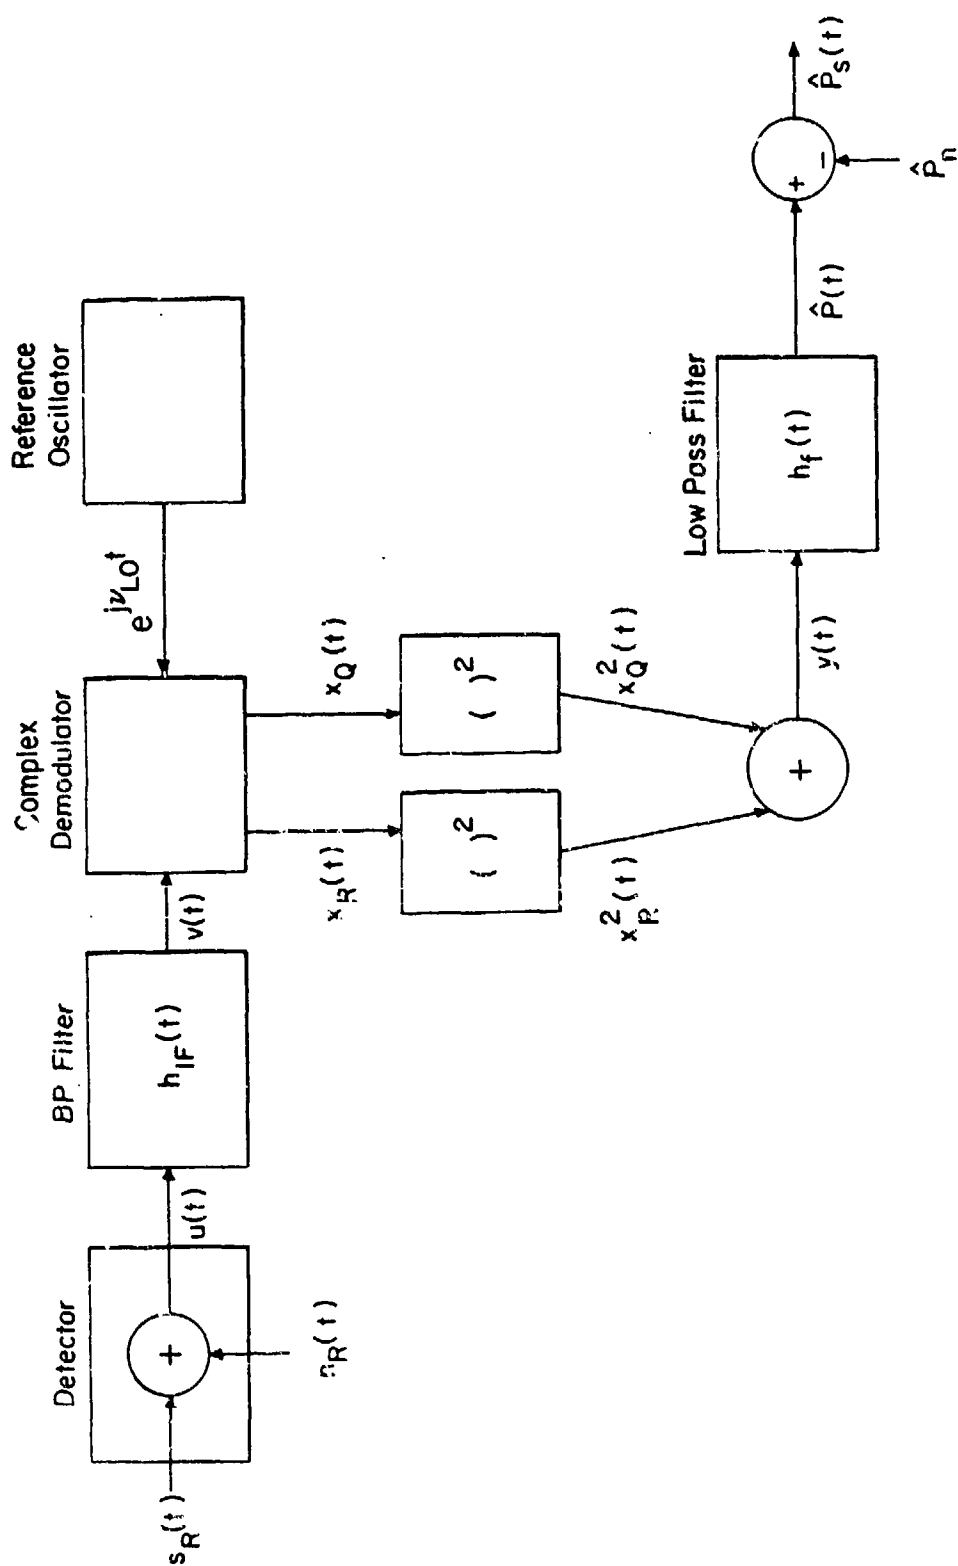 Detector
BP Filter
Complex
Demodulator
Reference
Oscillator
s_R(t)
+
n_R(t)
u(t)
h_IF(t)
v(t)
e^jν_LO t
x_R(t)
x_Q(t)
( )^2
( )^2
x_R^2(t)
x_Q^2(t)
+
y(t)
Low Pass Filter
h_f(t)
P̂(t)
+
−
P̂_s(t)
P̂_n